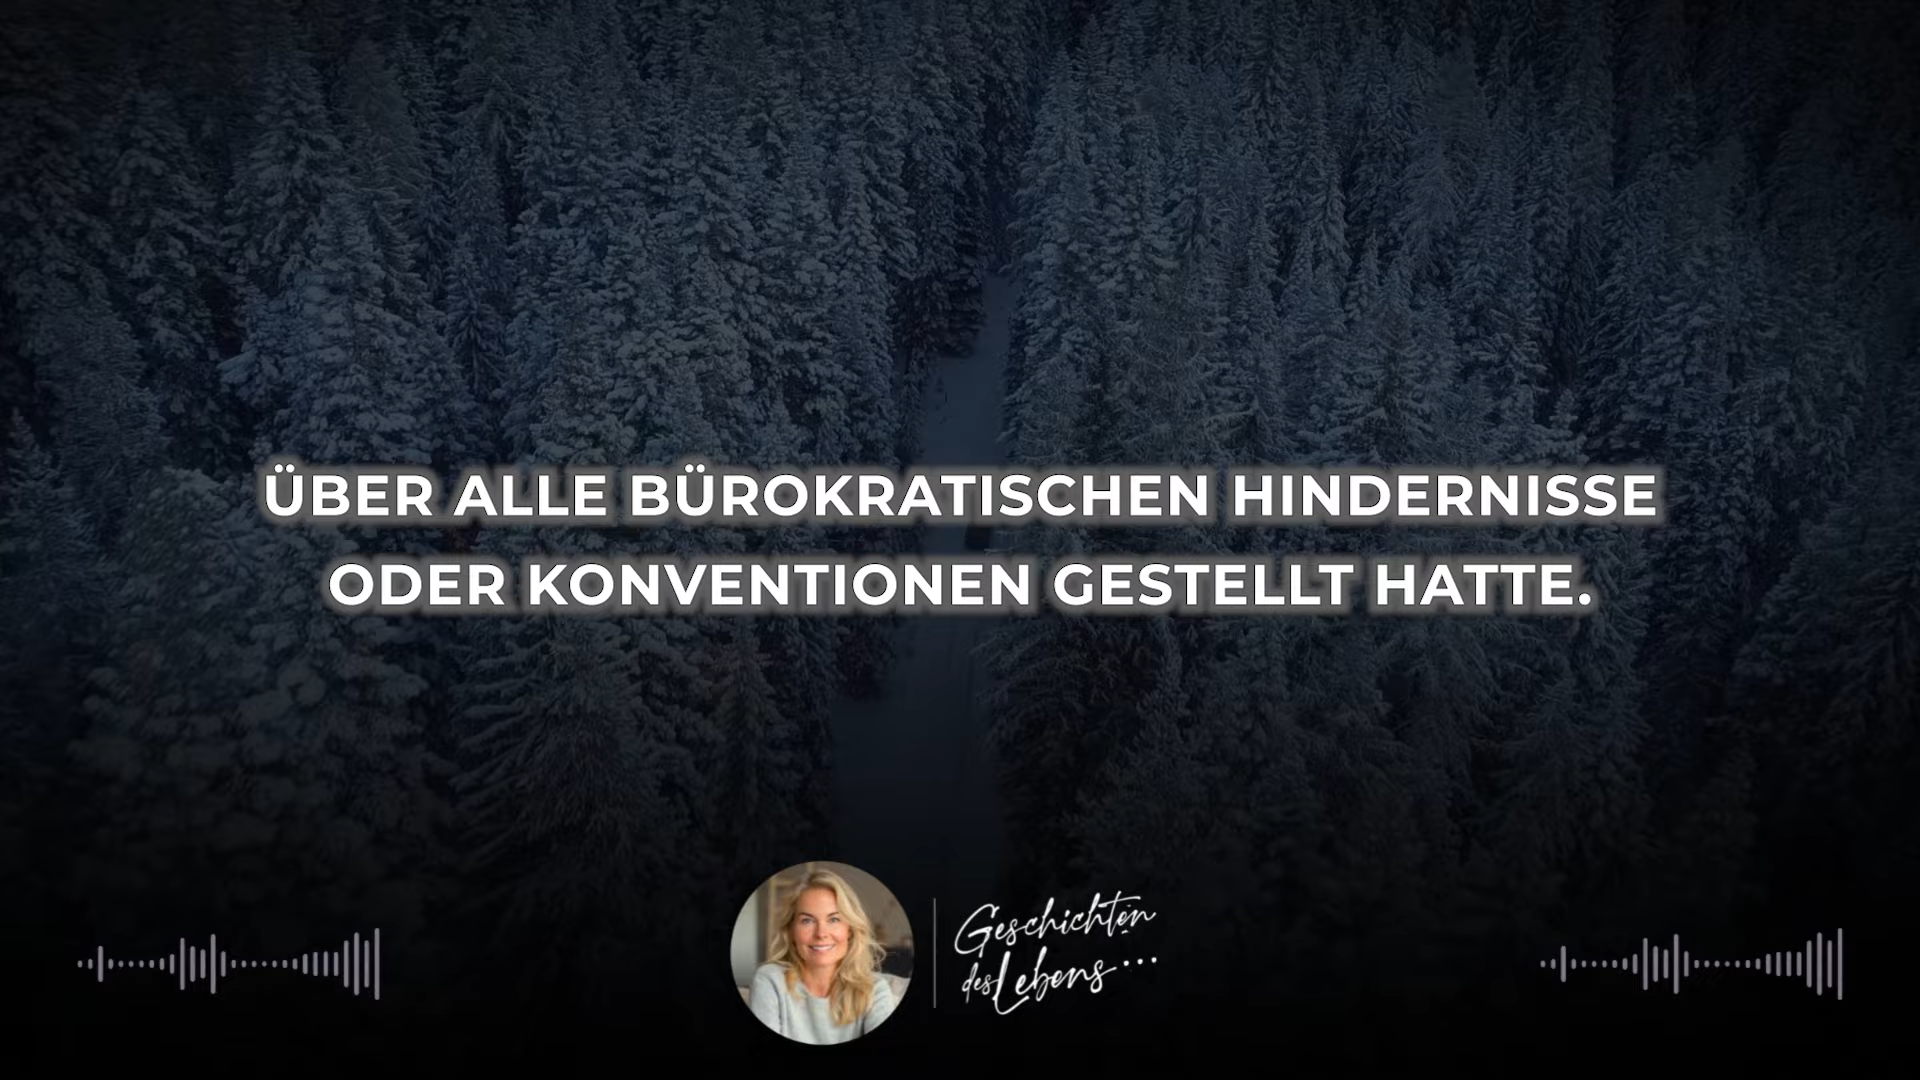 ÜBER ALLE BÜROKRATISCHEN HINDERNISSE
ODER KONVENTIONEN GESTELLT HATTE.
Geschichten
des Lebens...